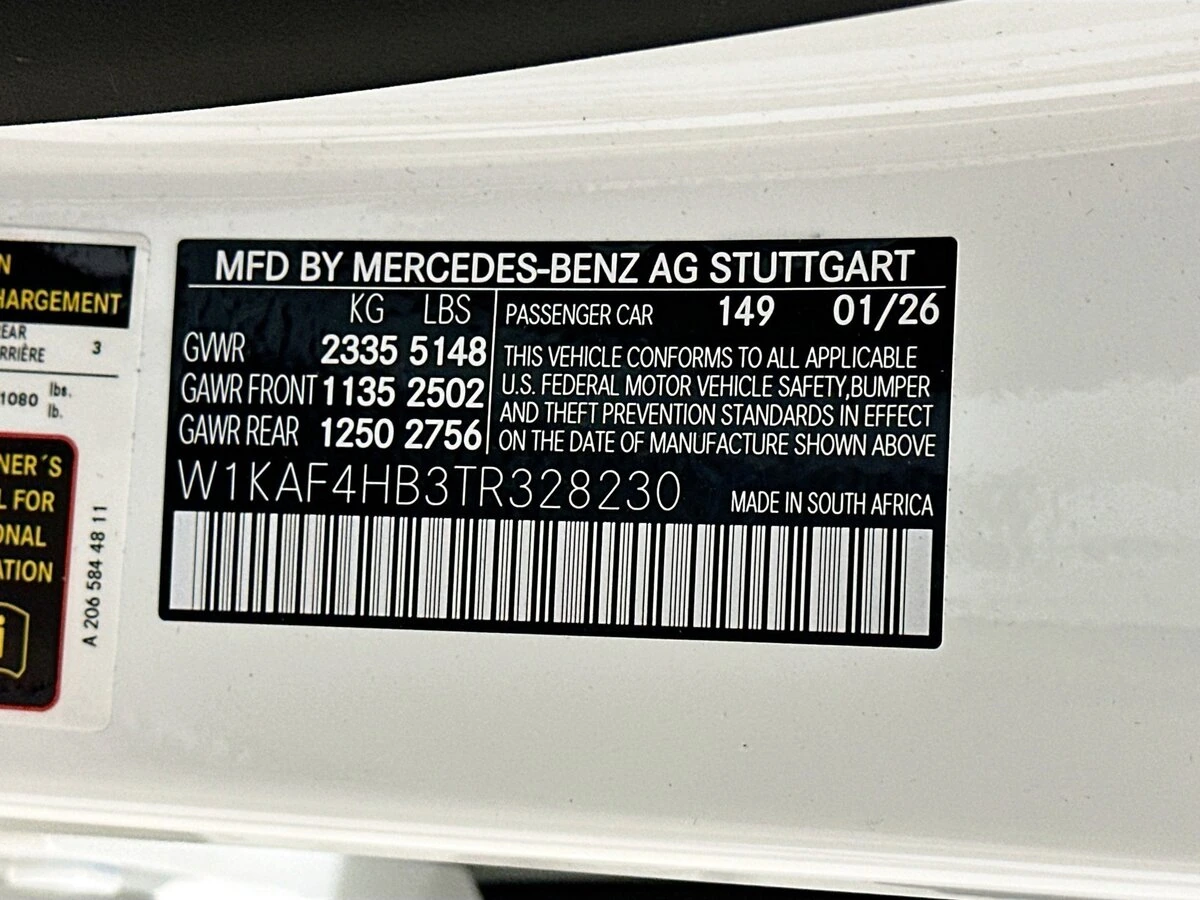 N
HARGEMENT
REAR
3
RRIÈRE
1080 lbs.
lb.
NER´S
L FOR
ONAL
ATION
i
A 206 584 48 11
MFD BY MERCEDES-BENZ AG STUTTGART
KG LBS
GVWR 2335 5148
GAWR FRONT 1135 2502
GAWR REAR 1250 2756
PASSENGER CAR 149 01/26
THIS VEHICLE CONFORMS TO ALL APPLICABLE
U.S. FEDERAL MOTOR VEHICLE SAFETY,BUMPER
AND THEFT PREVENTION STANDARDS IN EFFECT
ON THE DATE OF MANUFACTURE SHOWN ABOVE
W1KAF4HB3TR328230
MADE IN SOUTH AFRICA